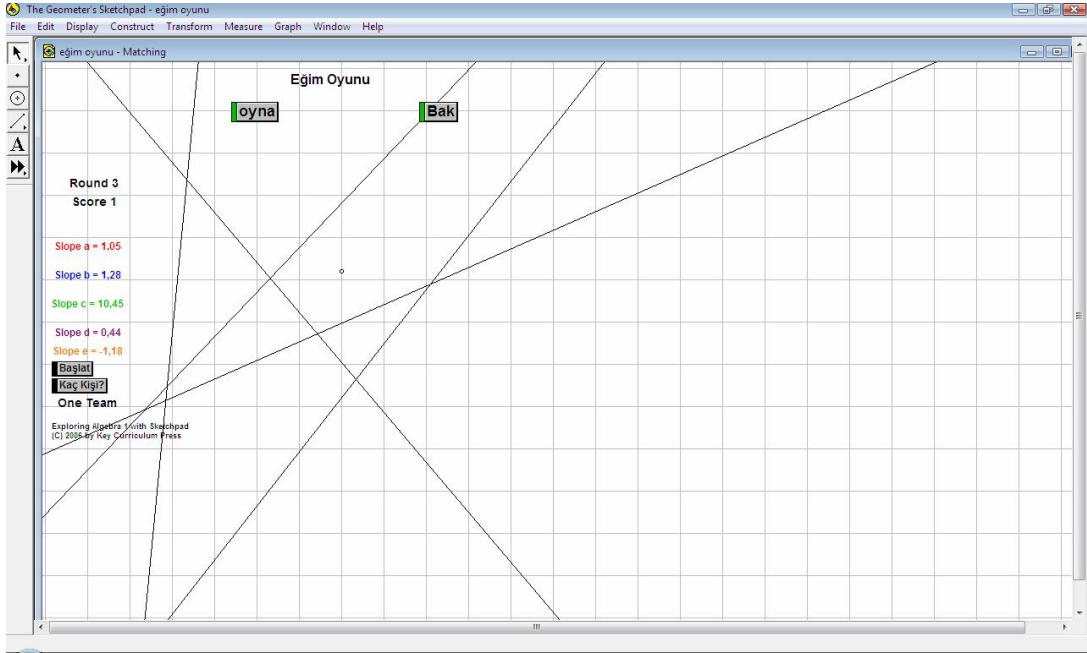 The Geometer's Sketchpad - eğim oyunu
File Edit Display Construct Transform Measure Graph Window Help
eğim oyunu - Matching
A
Eğim Oyunu
oyna Bak
Round 3
Score 1
Slope a = 1,05
Slope b = 1,28
Slope c = 10,45
Slope d = 0,44
Slope e = -1,18
Başlat
Kaç Kişi?
One Team
Exploring Algebra 1 with Sketchpad
(C) 2006 by Key Curriculum Press